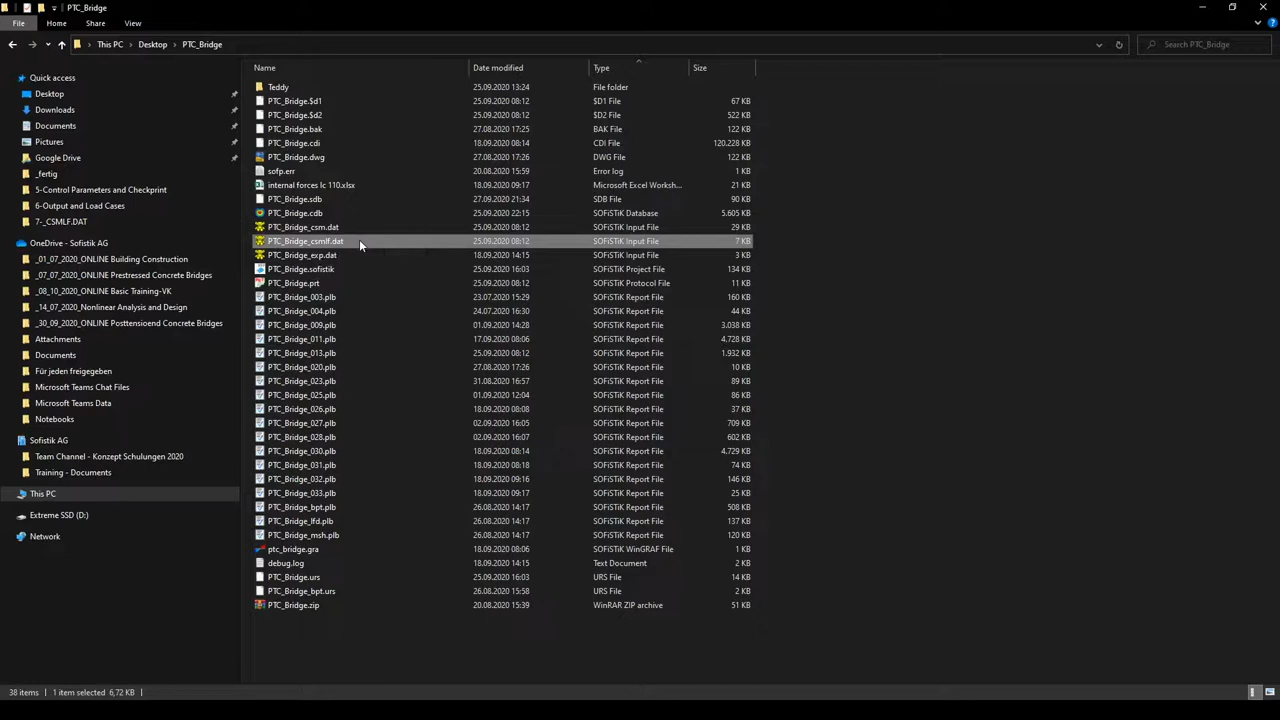 PTC_Bridge
File Home Share View
This PC Desktop PTC_Bridge Search PTC_Bridge
Name Date modified Type Size
Quick access
Desktop
Downloads
Documents
Pictures
Google Drive
_fertig
5-Control Parameters and Checkprint
6-Output and Load Cases
7-_CSMLF.DAT
OneDrive - Sofistik AG
_01_07_2020_ONLINE Building Construction
_07_07_2020_ONLINE Prestressed Concrete Bridges
_08_10_2020_ONLINE Basic Training-VK
_14_07_2020_Nonlinear Analysis and Design
_30_09_2020_ONLINE Posttensioend Concrete Bridges
Attachments
Documents
Für jeden freigegeben
Microsoft Teams Chat Files
Microsoft Teams Data
Notebooks
Sofistik AG
Team Channel - Konzept Schulungen 2020
Training - Documents
This PC
Extreme SSD (D:)
Network
Teddy 25.09.2020 13:24 File folder
PTC_Bridge.$d1 25.09.2020 08:12 $D1 File 67 KB
PTC_Bridge.$d2 25.09.2020 08:12 $D2 File 522 KB
PTC_Bridge.bak 27.08.2020 17:25 BAK File 122 KB
PTC_Bridge.cdi 18.09.2020 08:14 CDI File 120.228 KB
PTC_Bridge.dwg 27.08.2020 17:26 DWG File 122 KB
sofp.err 20.08.2020 15:59 Error log 1 KB
internal forces lc 110.xlsx 18.09.2020 09:17 Microsoft Excel Worksh... 21 KB
PTC_Bridge.sdb 27.09.2020 21:34 SDB File 90 KB
PTC_Bridge.cdb 25.09.2020 22:15 SOFiSTiK Database 5.605 KB
PTC_Bridge_csm.dat 25.09.2020 08:12 SOFiSTiK Input File 29 KB
PTC_Bridge_csmlf.dat 25.09.2020 08:12 SOFiSTiK Input File 7 KB
PTC_Bridge_exp.dat 18.09.2020 14:15 SOFiSTiK Input File 3 KB
PTC_Bridge.sofistik 25.09.2020 16:03 SOFiSTiK Project File 134 KB
PTC_Bridge.prt 25.09.2020 08:12 SOFiSTiK Protocol File 11 KB
PTC_Bridge_003.plb 23.07.2020 15:29 SOFiSTiK Report File 160 KB
PTC_Bridge_004.plb 24.07.2020 16:30 SOFiSTiK Report File 44 KB
PTC_Bridge_009.plb 01.09.2020 14:28 SOFiSTiK Report File 3.038 KB
PTC_Bridge_011.plb 17.09.2020 08:06 SOFiSTiK Report File 4.728 KB
PTC_Bridge_013.plb 25.09.2020 08:12 SOFiSTiK Report File 1.932 KB
PTC_Bridge_020.plb 27.08.2020 17:26 SOFiSTiK Report File 10 KB
PTC_Bridge_023.plb 31.08.2020 16:57 SOFiSTiK Report File 89 KB
PTC_Bridge_025.plb 01.09.2020 12:04 SOFiSTiK Report File 86 KB
PTC_Bridge_026.plb 18.09.2020 08:08 SOFiSTiK Report File 37 KB
PTC_Bridge_027.plb 02.09.2020 16:05 SOFiSTiK Report File 709 KB
PTC_Bridge_028.plb 02.09.2020 16:07 SOFiSTiK Report File 602 KB
PTC_Bridge_030.plb 18.09.2020 08:14 SOFiSTiK Report File 4.729 KB
PTC_Bridge_031.plb 18.09.2020 08:18 SOFiSTiK Report File 74 KB
PTC_Bridge_032.plb 18.09.2020 09:16 SOFiSTiK Report File 146 KB
PTC_Bridge_033.plb 18.09.2020 09:17 SOFiSTiK Report File 25 KB
PTC_Bridge_bpt.plb 26.08.2020 14:17 SOFiSTiK Report File 508 KB
PTC_Bridge_lfd.plb 26.08.2020 14:17 SOFiSTiK Report File 137 KB
PTC_Bridge_msh.plb 26.08.2020 14:17 SOFiSTiK Report File 120 KB
ptc_bridge.gra 18.09.2020 08:06 SOFiSTiK WinGRAF File 1 KB
debug.log 18.09.2020 14:15 Text Document 2 KB
PTC_Bridge.urs 25.09.2020 16:03 URS File 14 KB
PTC_Bridge_bpt.urs 26.08.2020 15:58 URS File 2 KB
PTC_Bridge.zip 20.08.2020 15:39 WinRAR ZIP archive 51 KB
38 items 1 item selected 6,72 KB